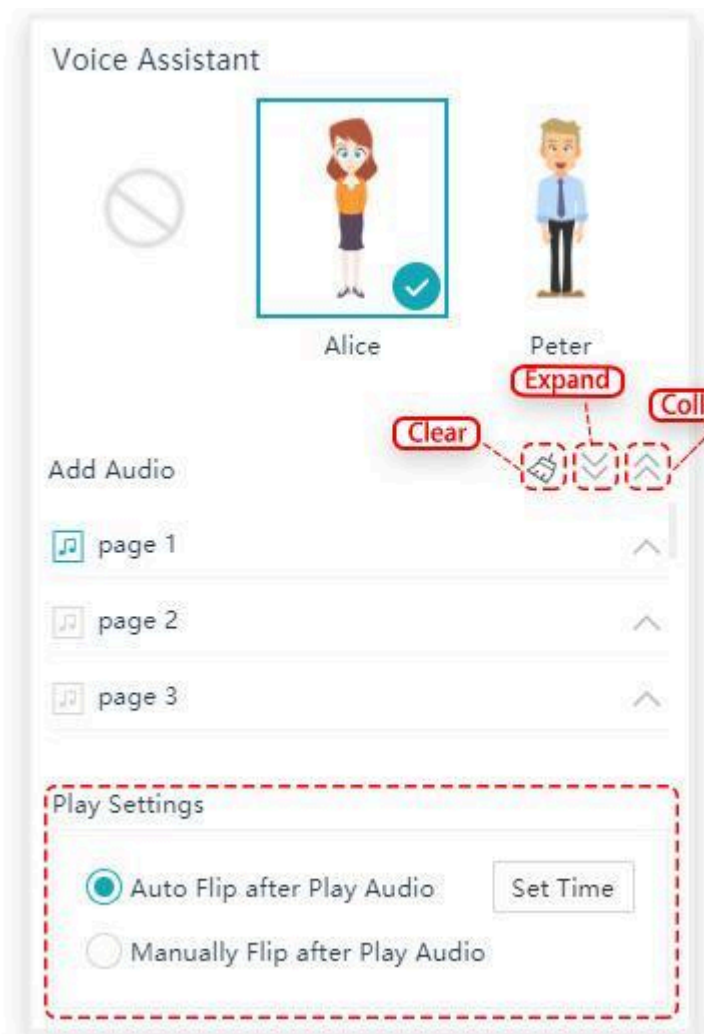 Voice Assistant
Alice
Peter
Expand
Coll
Clear
Add Audio
page 1
page 2
page 3
Play Settings
Auto Flip after Play Audio
Set Time
Manually Flip after Play Audio